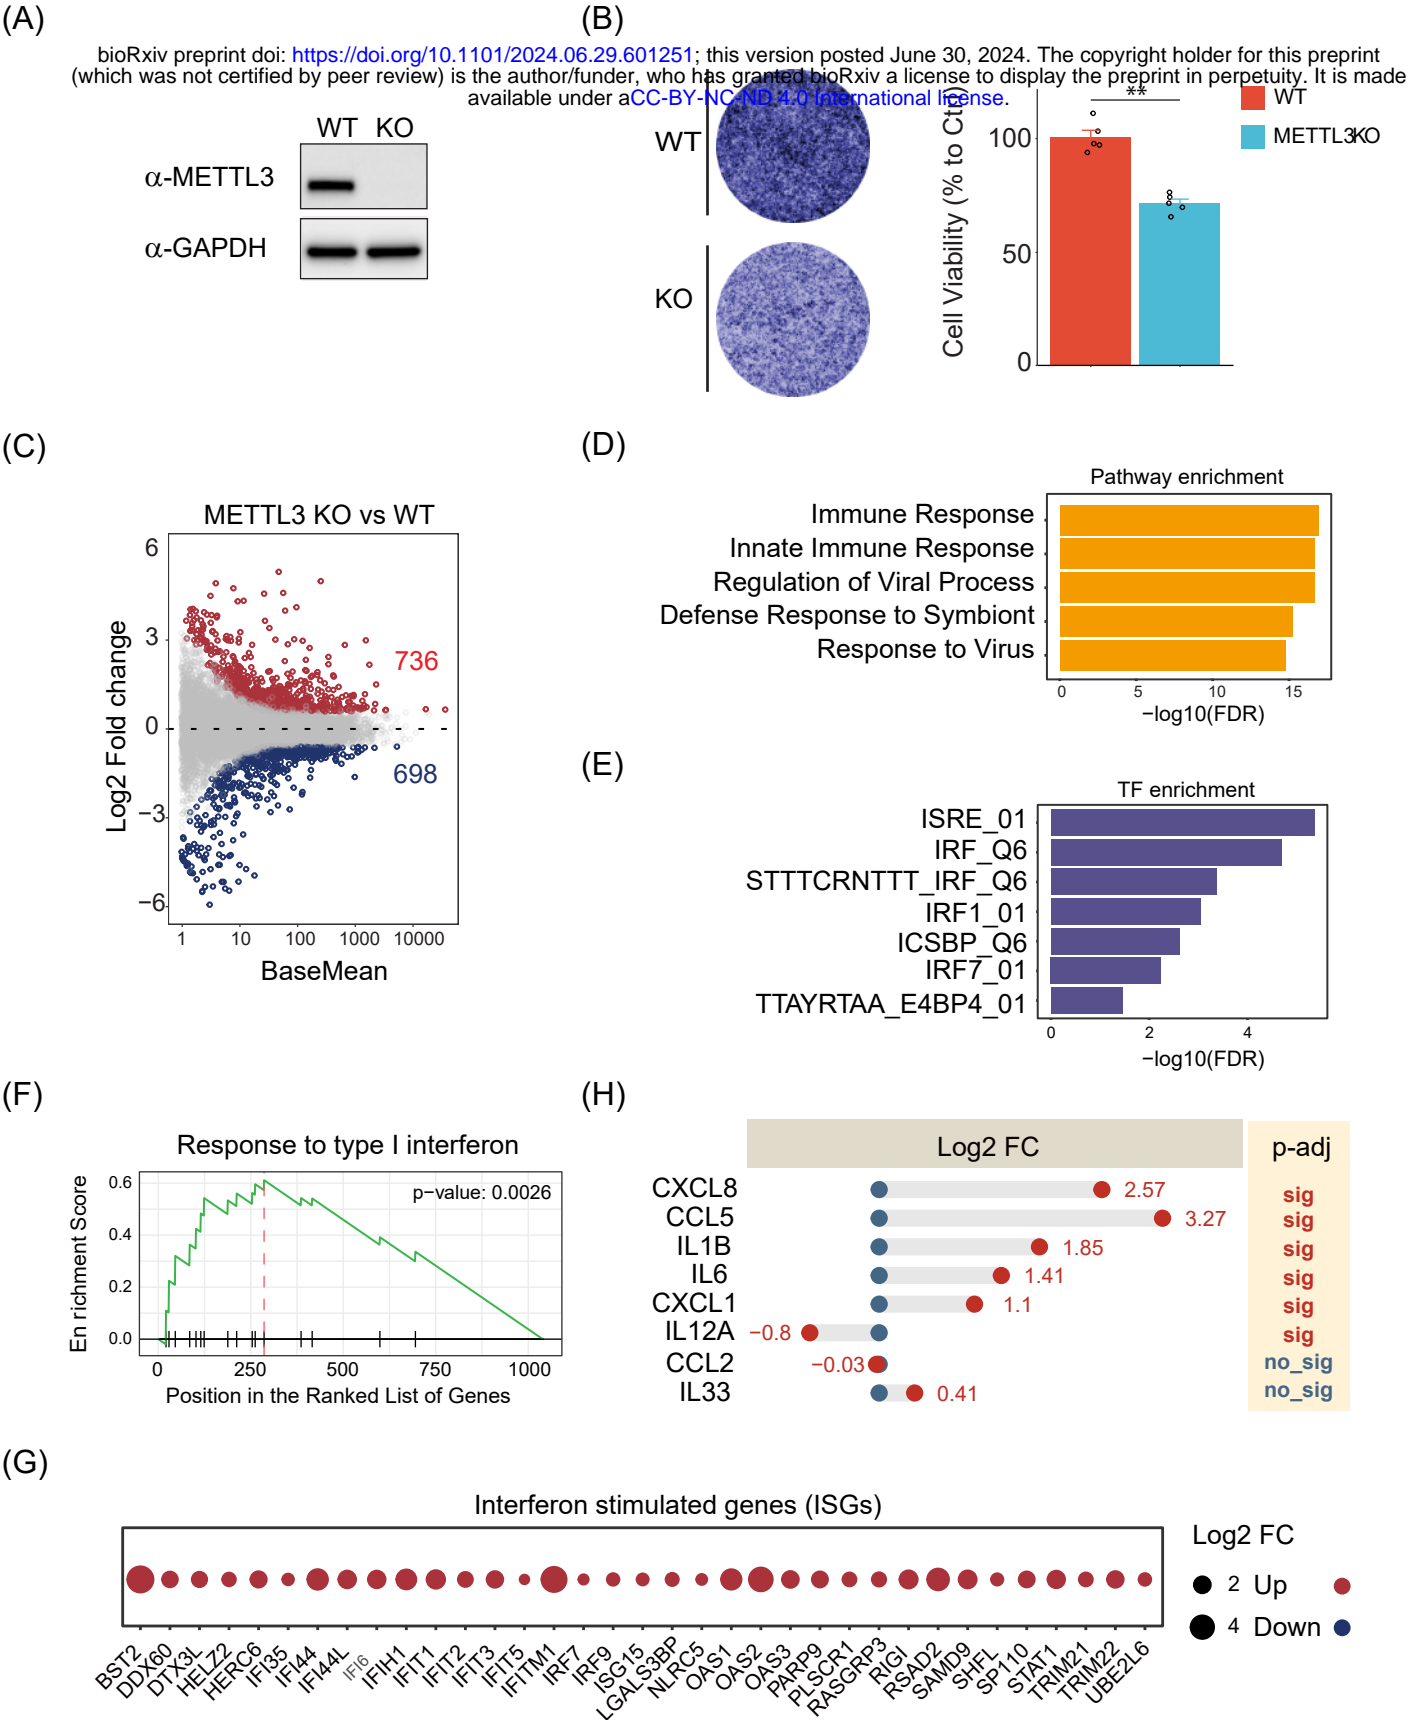 (A)
(B)
bioRxiv preprint doi: https://doi.org/10.1101/2024.06.29.601251; this version posted June 30, 2024. The copyright holder for this preprint
(which was not certified by peer review) is the author/funder, who has granted bioRxiv a license to display the preprint in perpetuity. It is made
available under aCC-BY-NC-ND 4.0 International license.
WT KO
α-METTL3
α-GAPDH
WT
KO
Cell Viability (% to Ctrl)
100
50
0
**
WT
METTL3KO
(C)
METTL3 KO vs WT
Log2 Fold change
6
3
0
−3
−6
736
698
1 10 100 1000 10000
BaseMean
(D)
Pathway enrichment
Immune Response
Innate Immune Response
Regulation of Viral Process
Defense Response to Symbiont
Response to Virus
0 5 10 15
−log10(FDR)
(E)
TF enrichment
ISRE_01
IRF_Q6
STTTCRNTTT_IRF_Q6
IRF1_01
ICSBP_Q6
IRF7_01
TTAYRTAA_E4BP4_01
0 2 4
−log10(FDR)
(F)
Response to type I interferon
p−value: 0.0026
En richment Score
0.6
0.4
0.2
0.0
0 250 500 750 1000
Position in the Ranked List of Genes
(H)
Log2 FC p-adj
CXCL8 2.57 sig
CCL5 3.27 sig
IL1B 1.85 sig
IL6 1.41 sig
CXCL1 1.1 sig
IL12A −0.8 sig
CCL2 −0.03 no_sig
IL33 0.41 no_sig
(G)
Interferon stimulated genes (ISGs)
BST2
DDX60
DTX3L
HELZ2
HERC6
IFI35
IFI44
IFI44L
IFI6
IFIH1
IFIT1
IFIT2
IFIT3
IFIT5
IFITM1
IRF7
IRF9
ISG15
LGALS3BP
NLRC5
OAS1
OAS2
OAS3
PARP9
PLSCR1
RASGRP3
RIGI
RSAD2
SAMD9
SHFL
SP110
STAT1
TRIM21
TRIM22
UBE2L6
Log2 FC
2 Up
4 Down